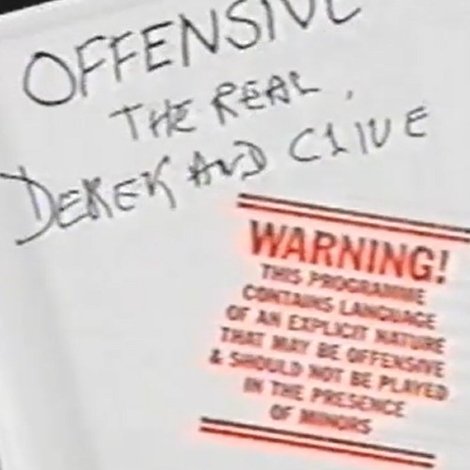 OFFENSIVE
THE REAL
DEREK AND CLIVE
WARNING!
THIS PROGRAMME
CONTAINS LANGUAGE
OF AN EXPLICIT NATURE
THAT MAY BE OFFENSIVE
& SHOULD NOT BE PLAYED
IN THE PRESENCE
OF MINORS